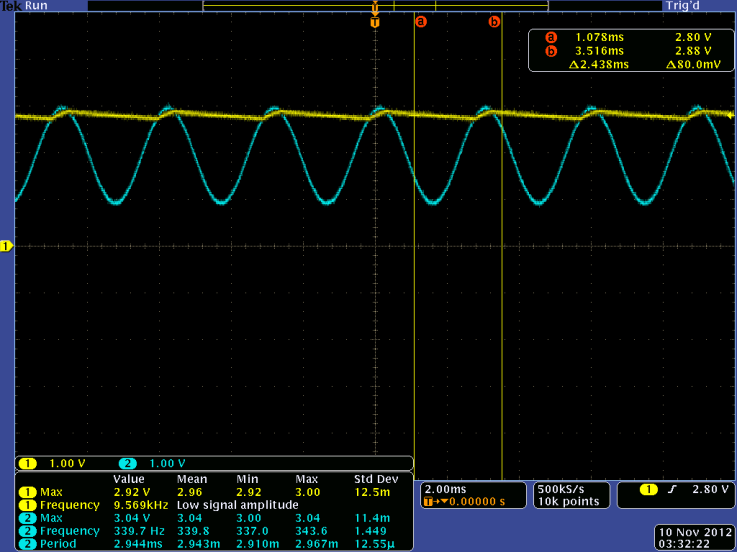 Tek Run Trig'd
U
T a b
a 1.078ms 2.80 V
b 3.516ms 2.88 V
Δ2.438ms Δ80.0mV
1
1 1.00 V 2 1.00 V
Value Mean Min Max Std Dev
1 Max 2.92 V 2.96 2.92 3.00 12.5m
1 Frequency 9.569kHz Low signal amplitude
2 Max 3.04 V 3.04 3.00 3.04 11.4m
2 Frequency 339.7 Hz 339.8 337.0 343.6 1.449
2 Period 2.944ms 2.943m 2.910m 2.967m 12.55µ
2.00ms
T→▼0.00000 s
500kS/s
10k points
1 2.80 V
10 Nov 2012
03:32:22